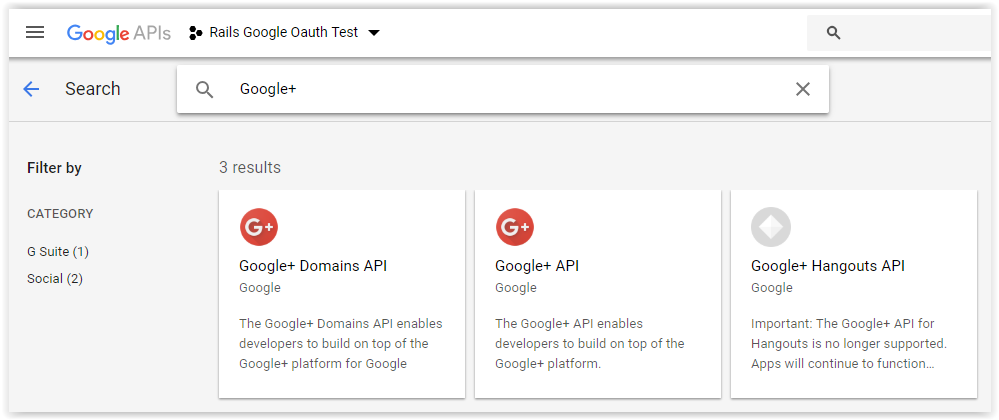 Google APIs Rails Google Oauth Test
Search Google+
Filter by
3 results
CATEGORY
G Suite (1)
Social (2)
G+
Google+ Domains API
Google
The Google+ Domains API enables
developers to build on top of the
Google+ platform for Google
G+
Google+ API
Google
The Google+ API enables
developers to build on top of the
Google+ platform.
Google+ Hangouts API
Google
Important: The Google+ API for
Hangouts is no longer supported.
Apps will continue to function...